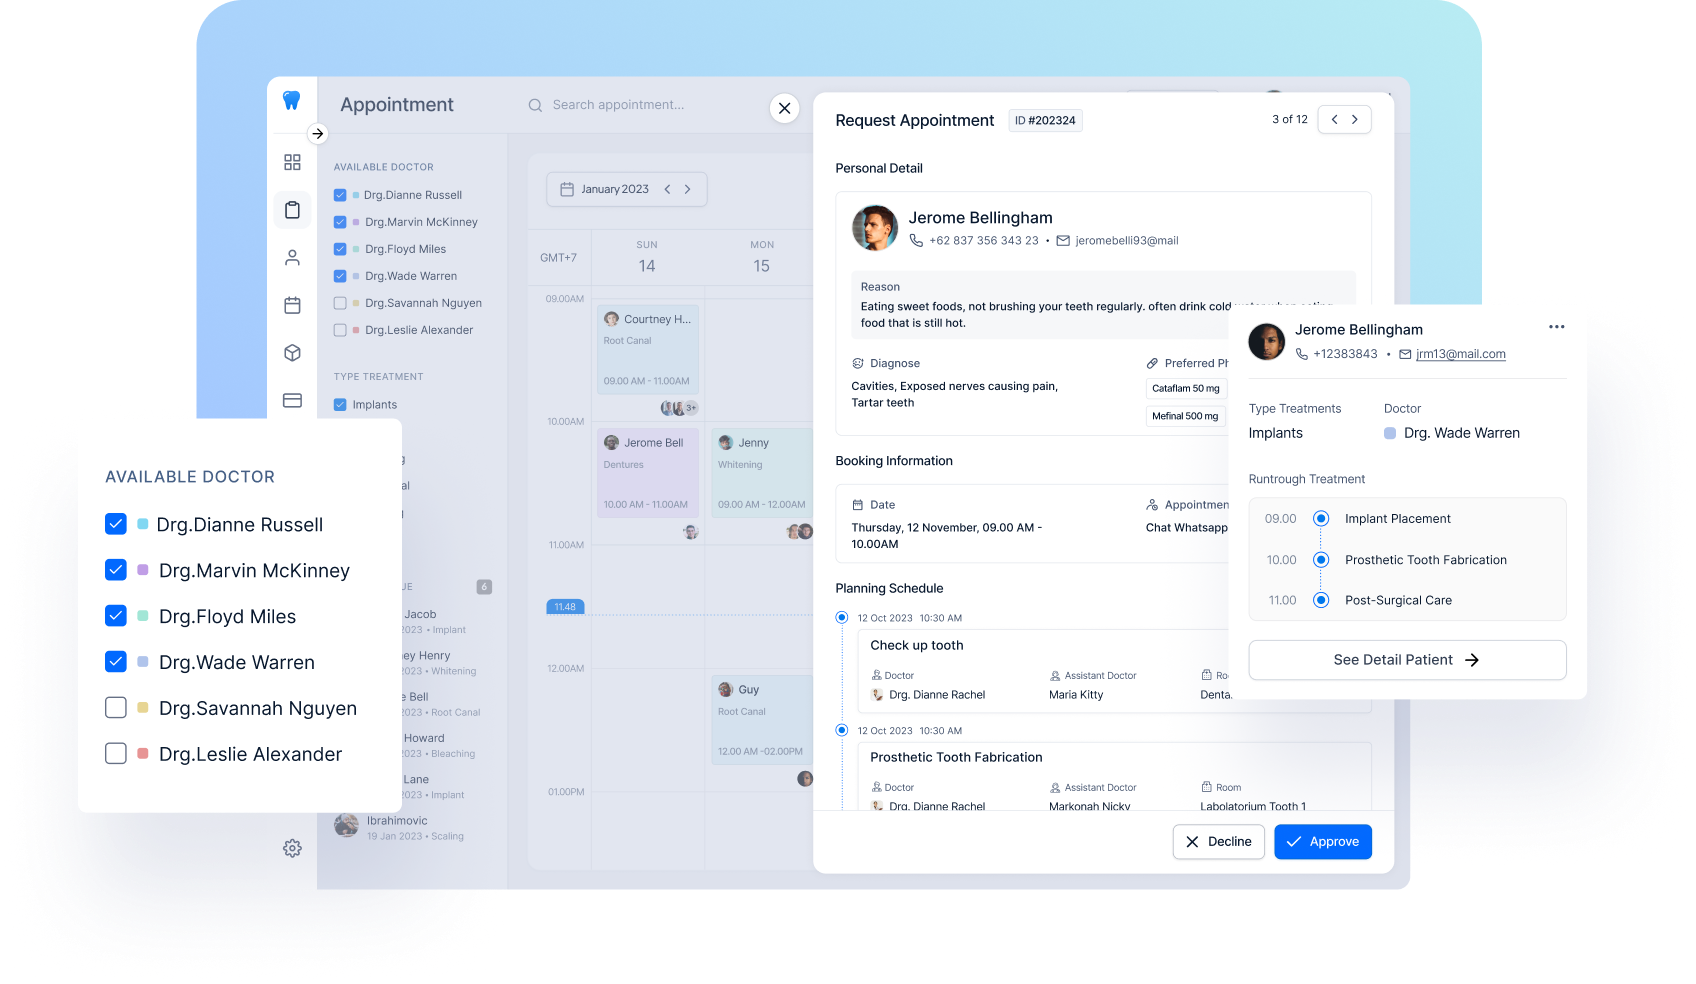 Appointment
Search appointment...
AVAILABLE DOCTOR
Drg.Dianne Russell
Drg.Marvin McKinney
Drg.Floyd Miles
Drg.Wade Warren
Drg.Savannah Nguyen
Drg.Leslie Alexander
TYPE TREATMENT
Implants
6
Jacob
2023 • Implant
Henry
2023 • Whitening
Bell
2023 • Root Canal
Howard
2023 • Bleaching
Lane
2023 • Implant
Ibrahimovic
19 Jan 2023 • Scaling
AVAILABLE DOCTOR
Drg.Dianne Russell
Drg.Marvin McKinney
Drg.Floyd Miles
Drg.Wade Warren
Drg.Savannah Nguyen
Drg.Leslie Alexander
January 2023
GMT+7
SUN
14
MON
15
09.00AM
Courtney H...
Root Canal
09.00 AM - 11.00AM
3+
10.00AM
Jerome Bell
Dentures
10.00 AM - 11.00AM
Jenny
Whitening
09.00 AM - 12.00AM
11.00AM
11.48
12.00AM
Guy
Root Canal
12.00 AM -02.00PM
01.00PM
Request Appointment
ID #202324
3 of 12
Personal Detail
Jerome Bellingham
+62 837 356 343 23 • jeromebelli93@mail
Reason
Eating sweet foods, not brushing your teeth regularly. often drink cold water when eating
food that is still hot.
Diagnose
Cavities, Exposed nerves causing pain,
Tartar teeth
Preferred
Cataflam 50 mg
Mefinal 500 mg
Booking Information
Date
Thursday, 12 November, 09.00 AM -
10.00AM
Chat Whatsapp
Planning Schedule
12 Oct 2023 10:30 AM
Check up tooth
Doctor
Drg. Dianne Rachel
Assistant Doctor
Maria Kitty
12 Oct 2023 10:30 AM
Prosthetic Tooth Fabrication
Doctor
Drg. Dianne Rachel
Assistant Doctor
Markonah Nicky
Room
Labolatorium Tooth 1
Decline
Approve
Jerome Bellingham
+12383843 • jrm13@mail.com
Type Treatments
Implants
Doctor
Drg. Wade Warren
Runtrough Treatment
09.00 Implant Placement
10.00 Prosthetic Tooth Fabrication
11.00 Post-Surgical Care
See Detail Patient